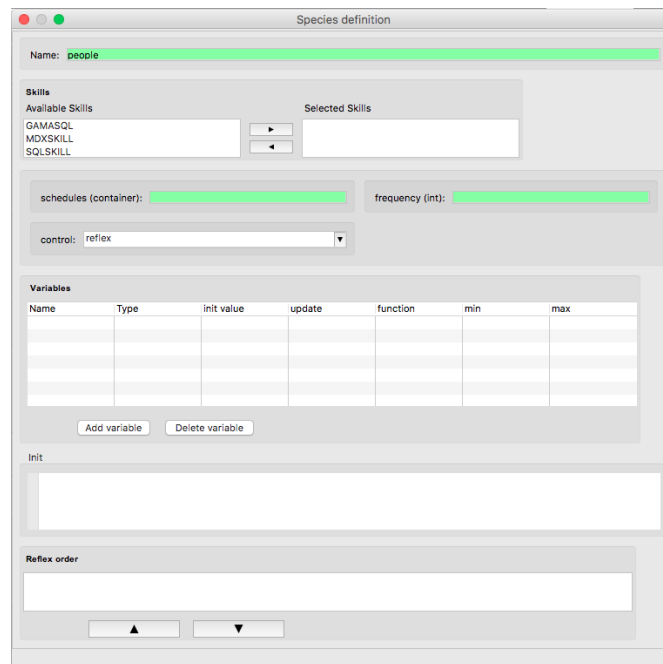 Species definition
Name: people
Skills
Available Skills Selected Skills
GAMASQL
MDXSKILL
SQLSKILL
schedules (container): frequency (int):
control: reflex
Variables
Name Type init value update function min max
Add variable Delete variable
Init
Reflex order